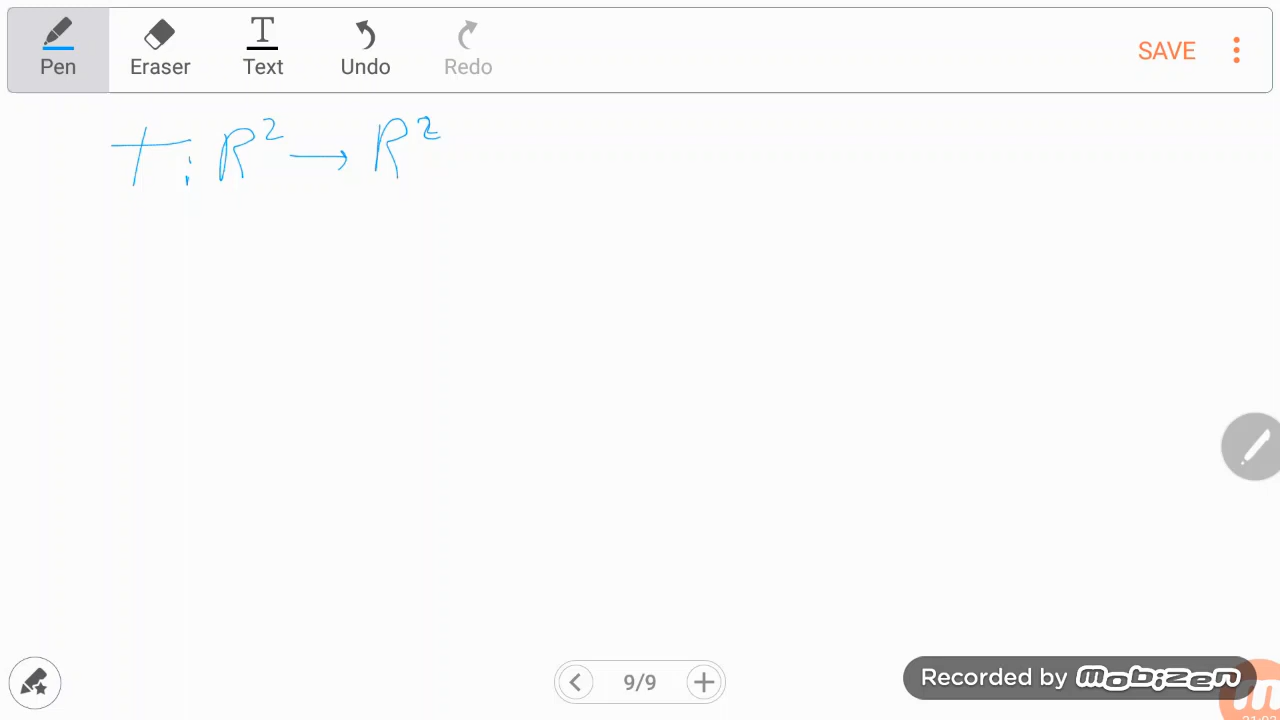 Pen Eraser Text Undo Redo SAVE
T: R² → R²
9/9
Recorded by mobizen